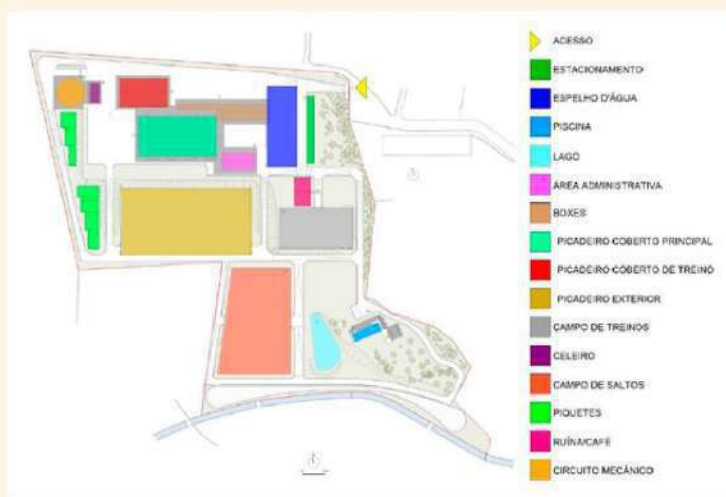 ACESSO
ESTACIONAMENTO
ESPELHO D'ÁGUA
PISCINA
LAGO
ÁREA ADMINISTRATIVA
BOXES
PICADEIRO COBERTO PRINCIPAL
PICADEIRO COBERTO DE TREINO
PICADEIRO EXTERIOR
CAMPO DE TREINOS
CELEIRO
CAMPO DE SALTOS
PIQUETES
RUÍNA/CAFÉ
CIRCUITO MECÂNICO